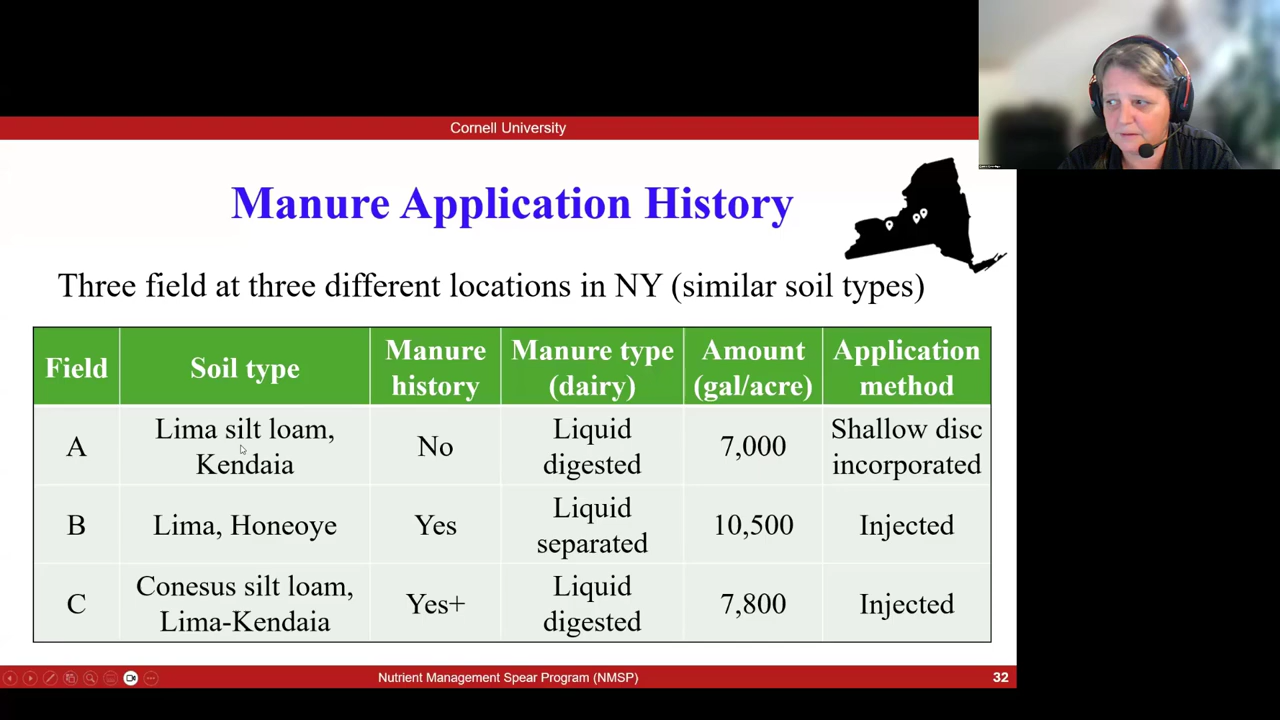 Cornell University
Manure Application History
Three field at three different locations in NY (similar soil types)
Field
Soil type
Manure
history
Manure type
(dairy)
Amount
(gal/acre)
Application
method
A
Lima silt loam,
Kendaia
No
Liquid
digested
7,000
Shallow disc
incorporated
B
Lima, Honeoye
Yes
Liquid
separated
10,500
Injected
C
Conesus silt loam,
Lima-Kendaia
Yes+
Liquid
digested
7,800
Injected
Nutrient Management Spear Program (NMSP)
32